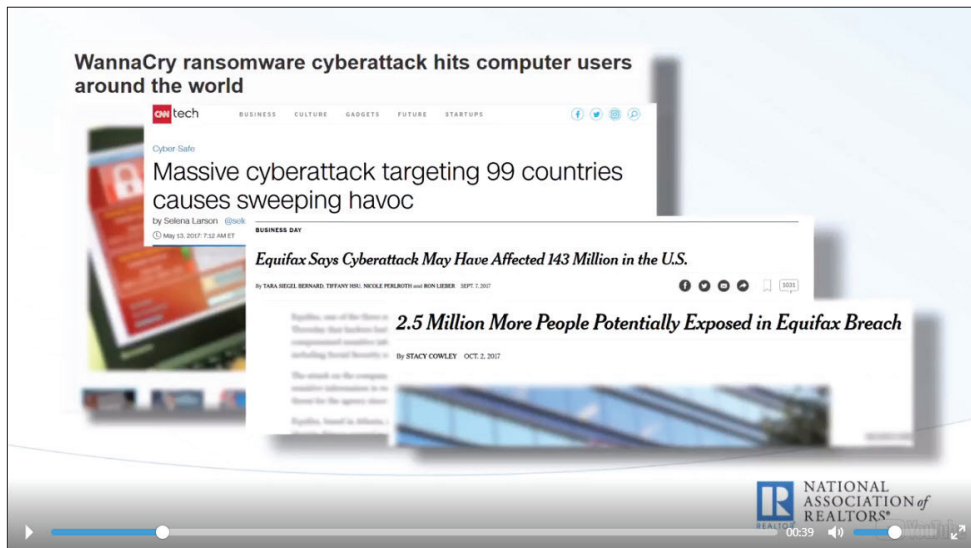 WannaCry ransomware cyberattack hits computer users
around the world
CNN tech
BUSINESS CULTURE GADGETS FUTURE STARTUPS
Cyber Safe
Massive cyberattack targeting 99 countries
causes sweeping havoc
by Selena Larson @sek
May 13, 2017: 7:12 AM ET
BUSINESS DAY
Equifax Says Cyberattack May Have Affected 143 Million in the U.S.
By TARA SIEGEL BERNARD, TIFFANY HSU, NICOLE PERLROTH and RON LIEBER SEPT. 7, 2017
1031
2.5 Million More People Potentially Exposed in Equifax Breach
By STACY COWLEY OCT. 2, 2017
NATIONAL
ASSOCIATION of
REALTORS®
REALTOR®
00:39
YouTube